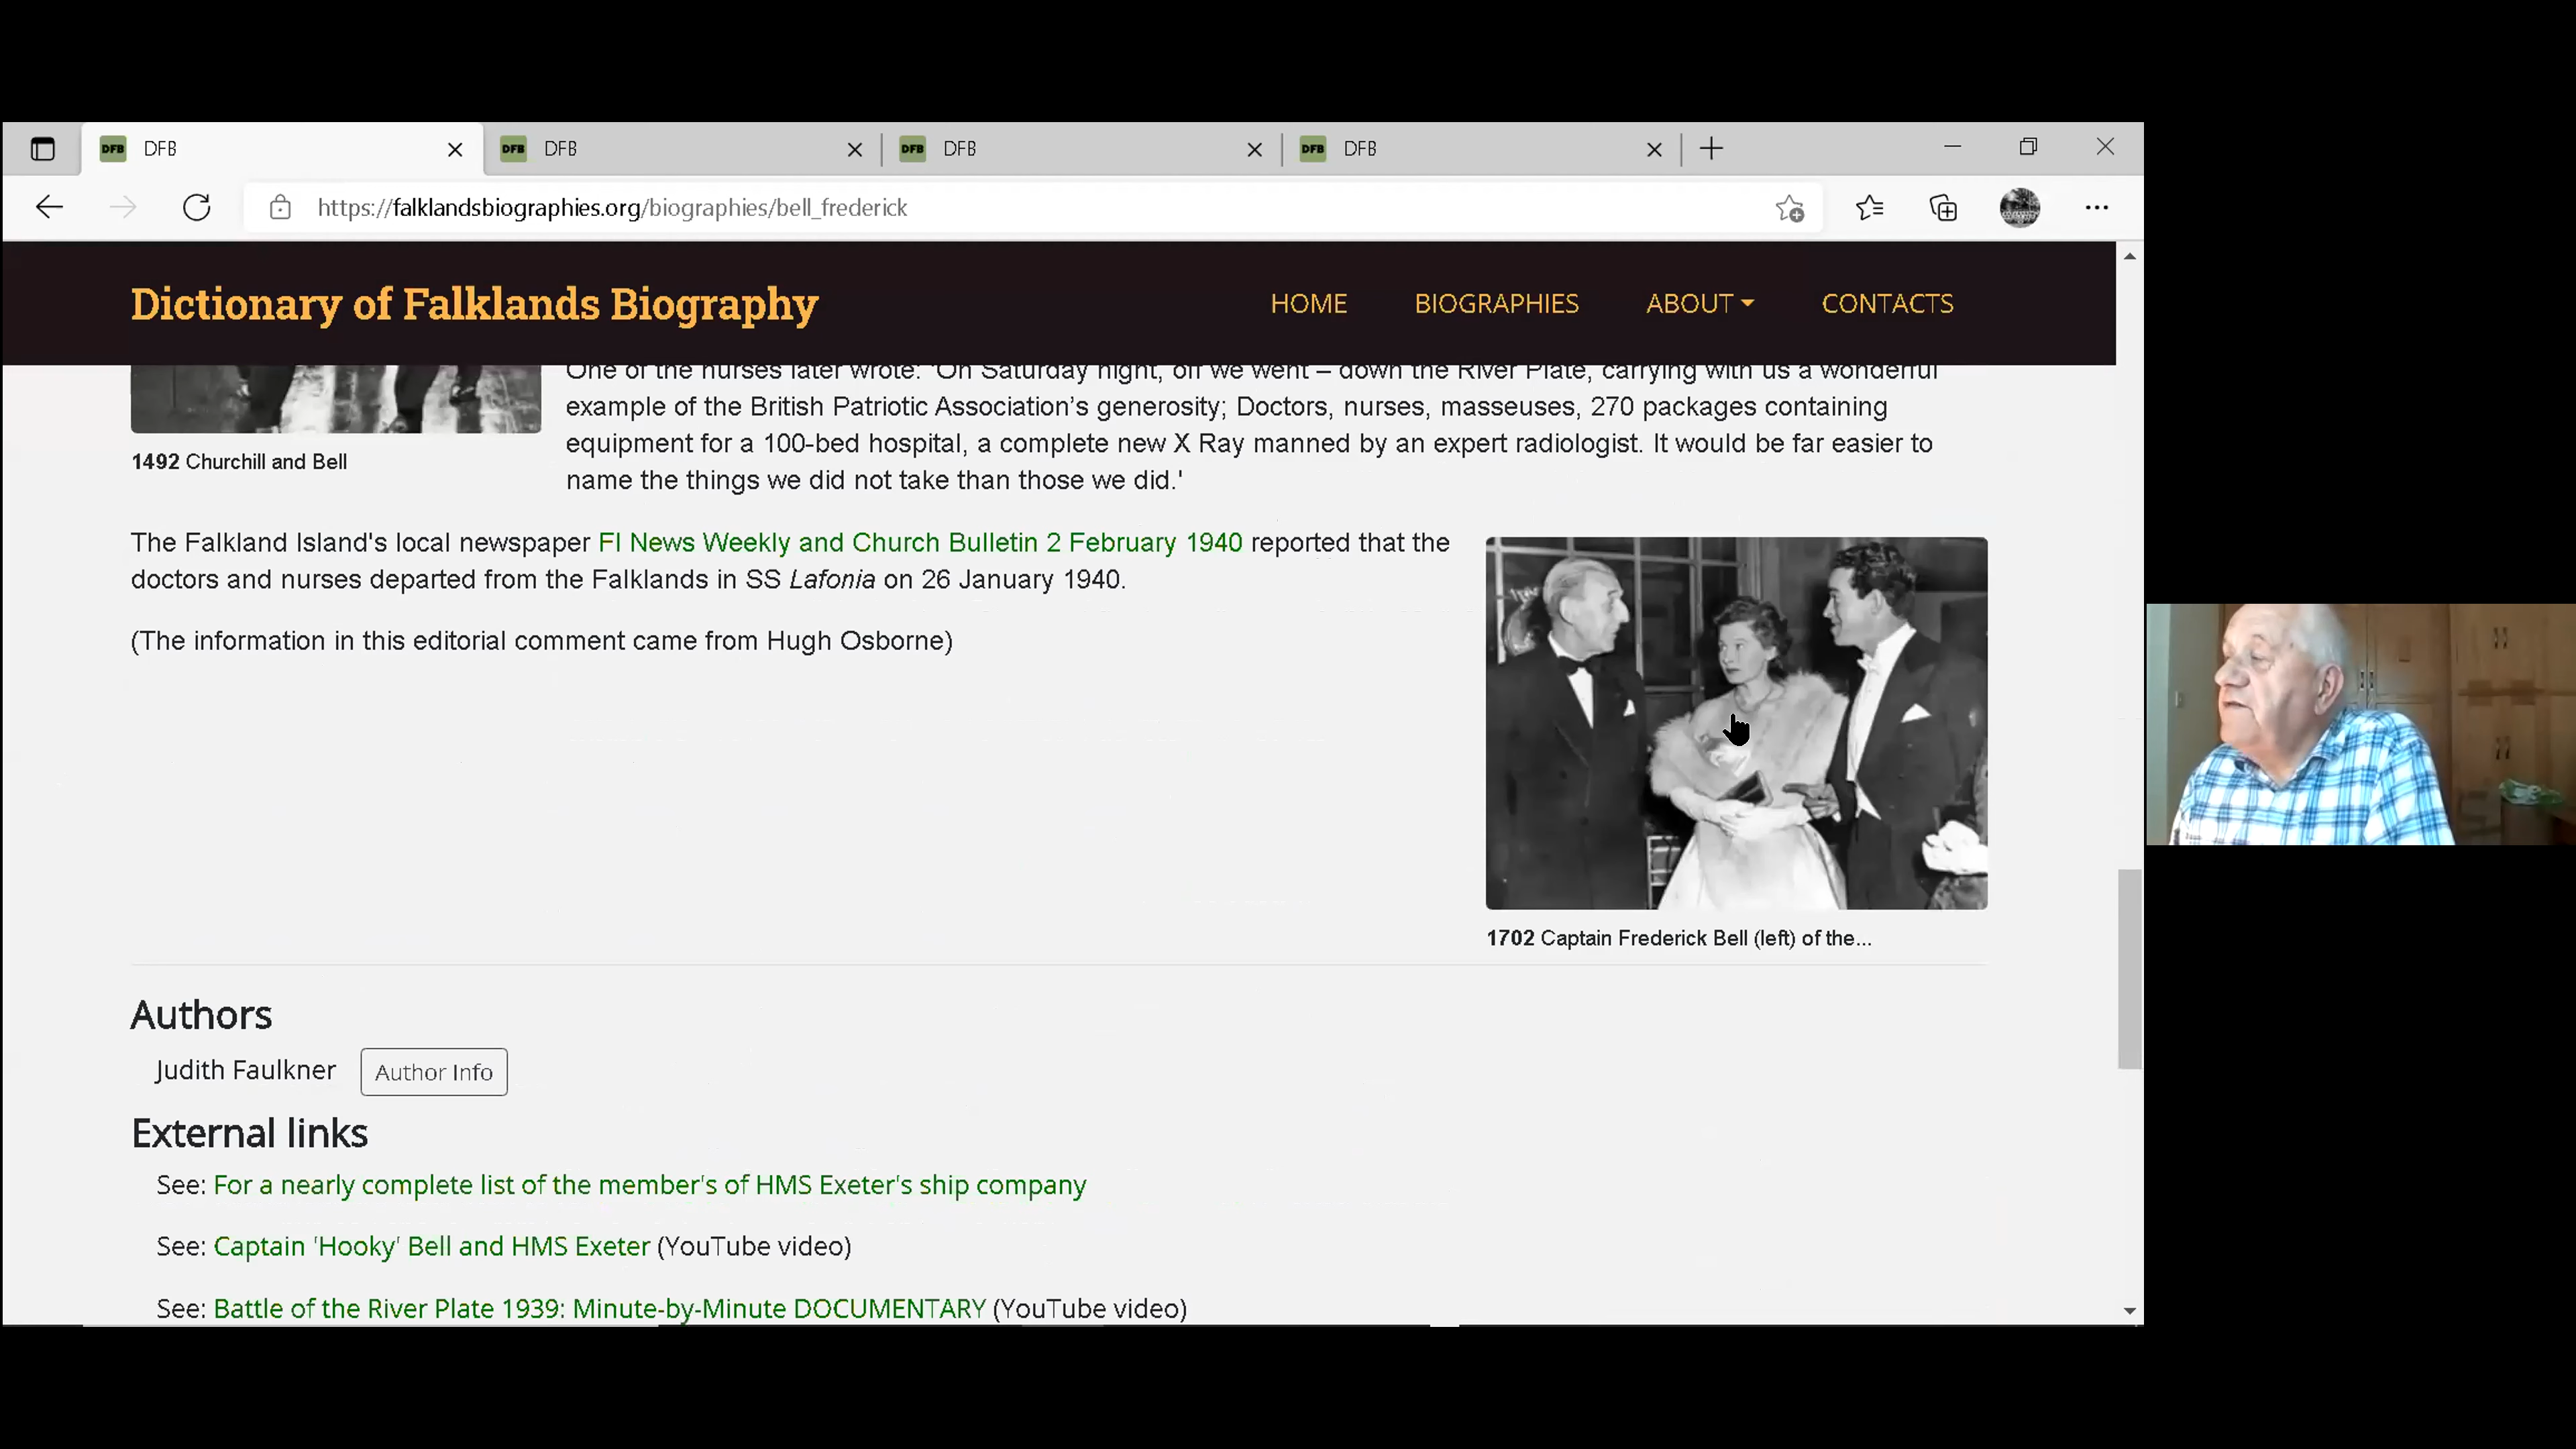 DFB
DFB
DFB
DFB
https://falklandsbiographies.org/biographies/bell_frederick
Dictionary of Falklands Biography
HOME BIOGRAPHIES ABOUT CONTACTS
One of the nurses later wrote: 'On Saturday night, off we went – down the River Plate, carrying with us a wonderful
example of the British Patriotic Association's generosity; Doctors, nurses, masseuses, 270 packages containing
equipment for a 100-bed hospital, a complete new X Ray manned by an expert radiologist. It would be far easier to
name the things we did not take than those we did.'
1492 Churchill and Bell
The Falkland Island's local newspaper FI News Weekly and Church Bulletin 2 February 1940 reported that the
doctors and nurses departed from the Falklands in SS Lafonia on 26 January 1940.
(The information in this editorial comment came from Hugh Osborne)
1702 Captain Frederick Bell (left) of the...
Authors
Judith Faulkner Author Info
External links
See: For a nearly complete list of the member's of HMS Exeter's ship company
See: Captain 'Hooky' Bell and HMS Exeter (YouTube video)
See: Battle of the River Plate 1939: Minute-by-Minute DOCUMENTARY (YouTube video)